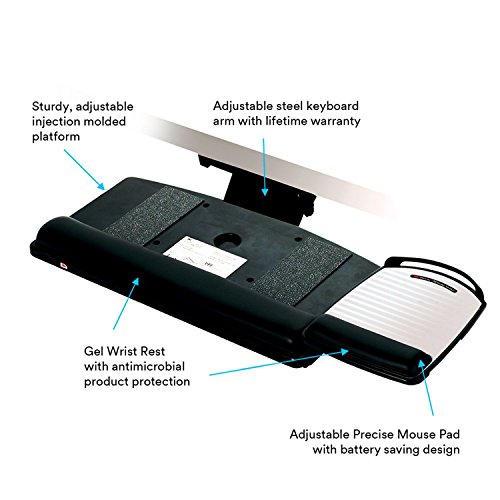 Sturdy, adjustable
injection molded
platform
Adjustable steel keyboard
arm with lifetime warranty
Gel Wrist Rest
with antimicrobial
product protection
Adjustable Precise Mouse Pad
with battery saving design